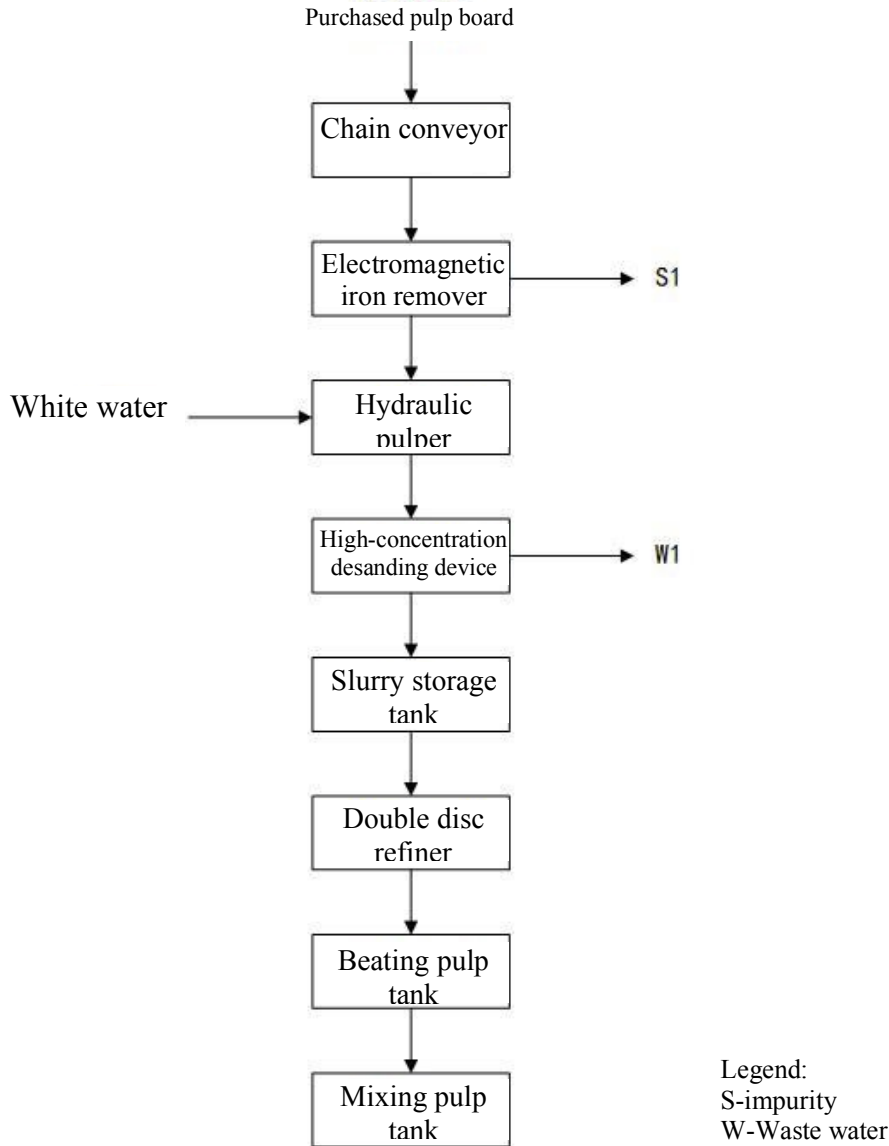 Purchased pulp board
Chain conveyor
Electromagnetic
iron remover
S1
White water
Hydraulic
pulper
High-concentration
desanding device
W1
Slurry storage
tank
Double disc
refiner
Beating pulp
tank
Mixing pulp
tank
Legend:
S-impurity
W-Waste water